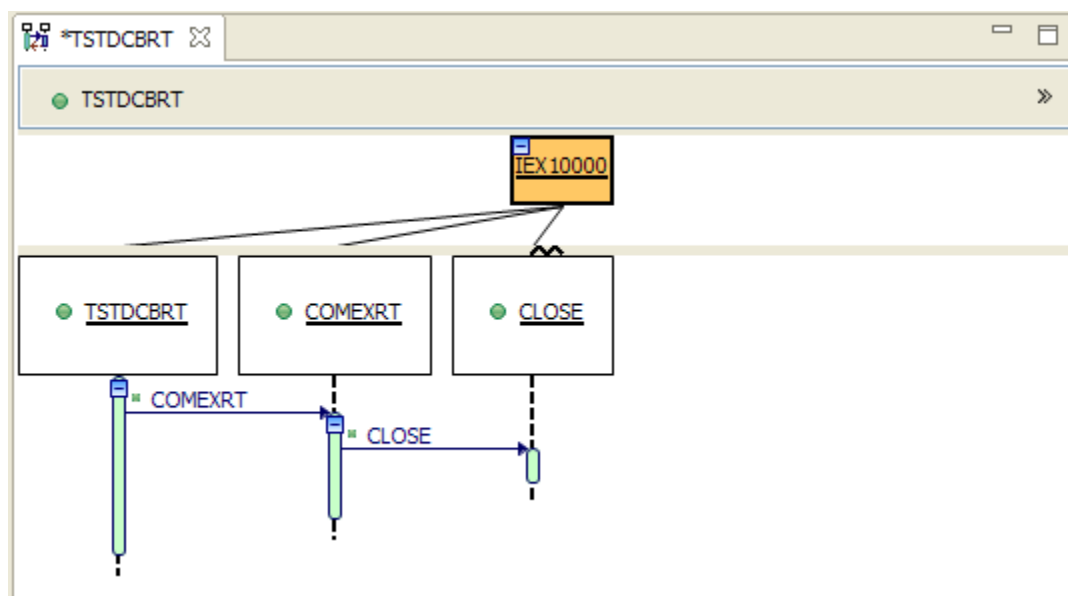 *TSTDCBRT
TSTDCBRT
IEX10000
TSTDCBRT
COMEXRT
CLOSE
COMEXRT
CLOSE